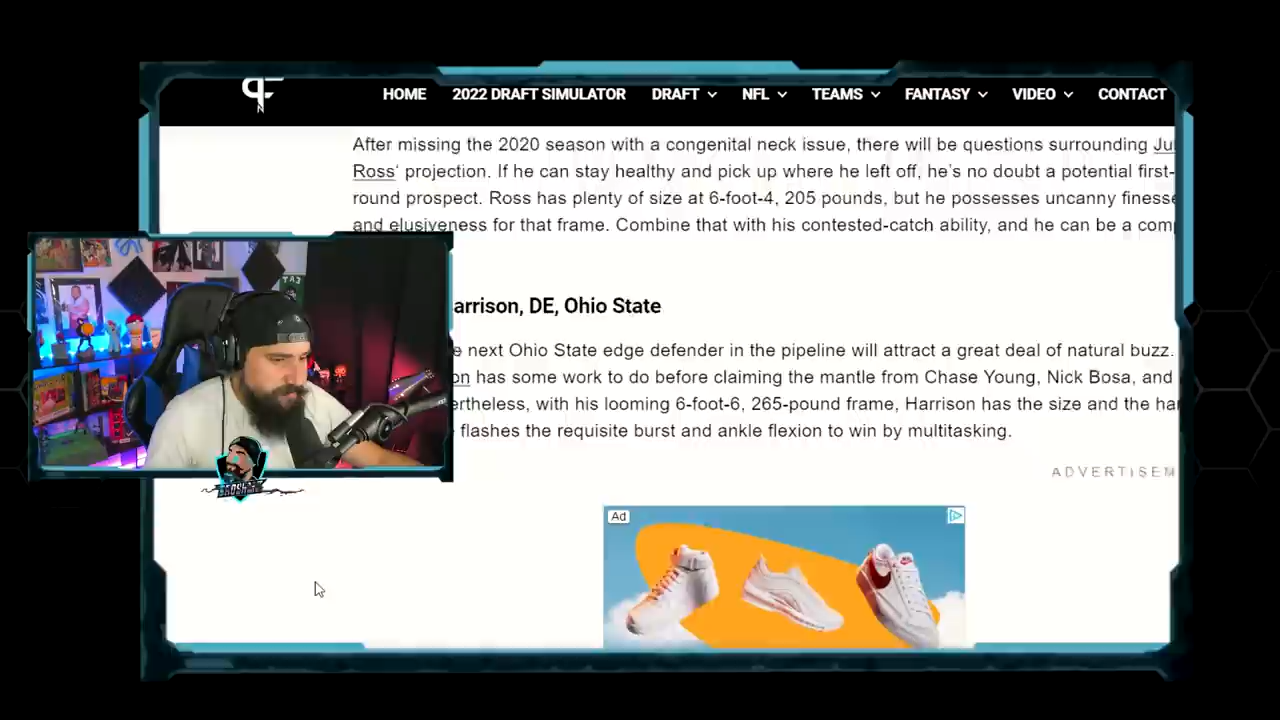 HOME 2022 DRAFT SIMULATOR DRAFT NFL TEAMS FANTASY VIDEO CONTACT
After missing the 2020 season with a congenital neck issue, there will be questions surrounding
Ross' projection. If he can stay healthy and pick up where he left off, he's no doubt a potential first-
round prospect. Ross has plenty of size at 6-foot-4, 205 pounds, but he possesses uncanny
and elusiveness for that frame. Combine that with his contested-catch ability, and he can be a
arrison, DE, Ohio State
next Ohio State edge defender in the pipeline will attract a great deal of natural buzz.
has some work to do before claiming the mantle from Chase Young, Nick Bosa, and
ertheless, with his looming 6-foot-6, 265-pound frame, Harrison has the size and the
flashes the requisite burst and ankle flexion to win by multitasking.
ADVERTISEM
Ad